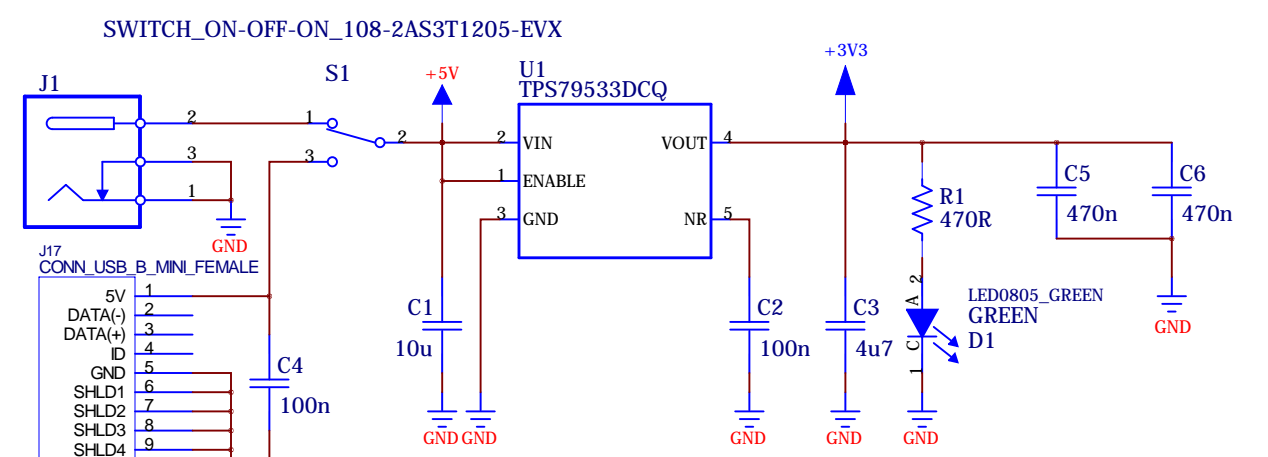 SWITCH_ON-OFF-ON_108-2AS3T1205-EVX
J1
S1
+5V
U1
TPS79533DCQ
+3V3
2
1
2
3
3
1
GND
2
VIN
1
ENABLE
3
GND
VOUT
4
NR
5
R1
470R
C5
470n
C6
470n
GND
J17
CONN_USB_B_MINI_FEMALE
5V
1
DATA(-)
2
DATA(+)
3
ID
4
GND
5
SHLD1
6
SHLD2
7
SHLD3
8
SHLD4
9
C4
100n
C1
10u
GND
GND
C2
100n
GND
C3
4u7
GND
2
A
C
1
LED0805_GREEN
GREEN
D1
GND